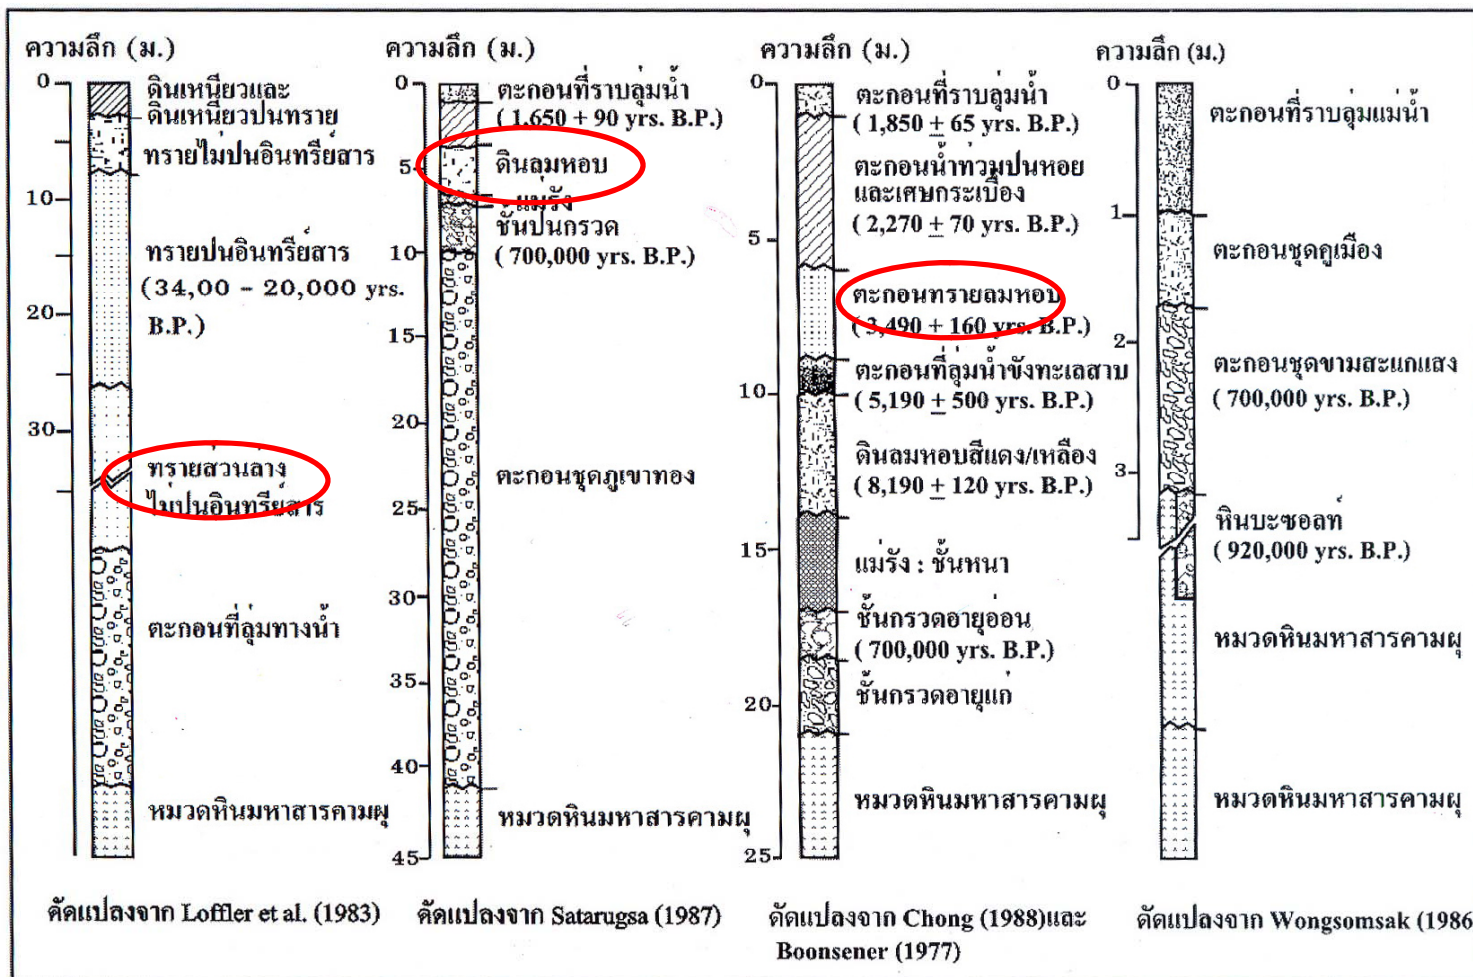 ความลึก (ม.)
0
10
20
30
ดินเหนียวและ
ดินเหนียวปนทราย
ทรายไม่ปนอินทรีย์สาร
ทรายปนอินทรีย์สาร
(34,00 - 20,000 yrs.
B.P.)
ทรายส่วนล่าง
ไม่ปนอินทรีย์สาร
ตะกอนที่ลุ่มทางน้ำ
หมวดหินมหาสารคามผุ
ดัดแปลงจาก Loffler et al. (1983)
ความลึก (ม.)
0
5
10
15
20
25
30
35
40
45
ตะกอนที่ราบลุ่มน้ำ
( 1,650 + 90 yrs. B.P.)
ดินลมหอบ
แม่รัง
ชั้นปนกรวด
( 700,000 yrs. B.P.)
ตะกอนชุดภูเขาทอง
หมวดหินมหาสารคามผุ
ดัดแปลงจาก Satarugsa (1987)
ความลึก (ม.)
0
5
10
15
20
25
ตะกอนที่ราบลุ่มน้ำ
( 1,850 ± 65 yrs. B.P.)
ตะกอนน้ำท่วมปนหอย
และเศษกระเบื้อง
( 2,270 ± 70 yrs. B.P.)
ตะกอนทรายลมหอบ
( 3,490 ± 160 yrs. B.P.)
ตะกอนที่ลุ่มน้ำขังทะเลสาบ
( 5,190 ± 500 yrs. B.P.)
ดินลมหอบสีแดง/เหลือง
( 8,190 ± 120 yrs. B.P.)
แม่รัง : ชั้นหนา
ชั้นกรวดอายุอ่อน
( 700,000 yrs. B.P.)
ชั้นกรวดอายุแก่
หมวดหินมหาสารคามผุ
ดัดแปลงจาก Chong (1988)และ
Boonsener (1977)
ความลึก (ม.)
0
1
2
3
ตะกอนที่ราบลุ่มแม่น้ำ
ตะกอนชุดคูเมือง
ตะกอนชุดขามสะแกแสง
( 700,000 yrs. B.P.)
หินบะซอลท์
( 920,000 yrs. B.P.)
หมวดหินมหาสารคามผุ
หมวดหินมหาสารคามผุ
ดัดแปลงจาก Wongsomsak (1986